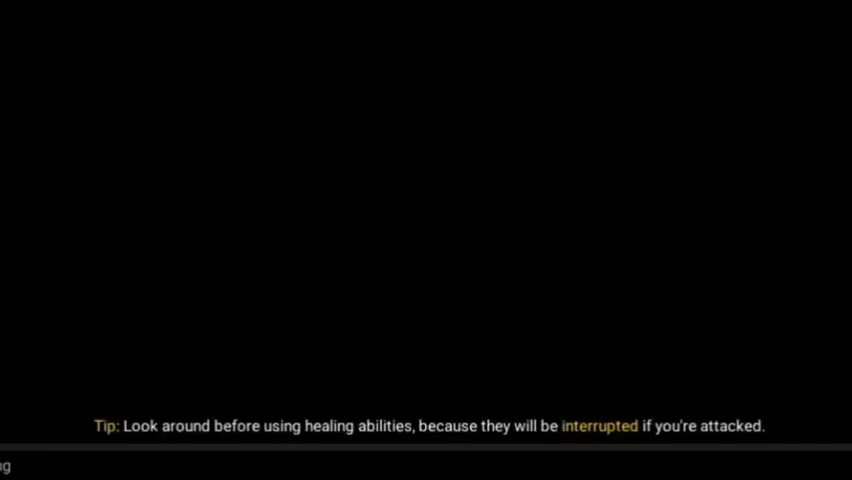 Tip: Look around before using healing abilities, because they will be interrupted if you're attacked.